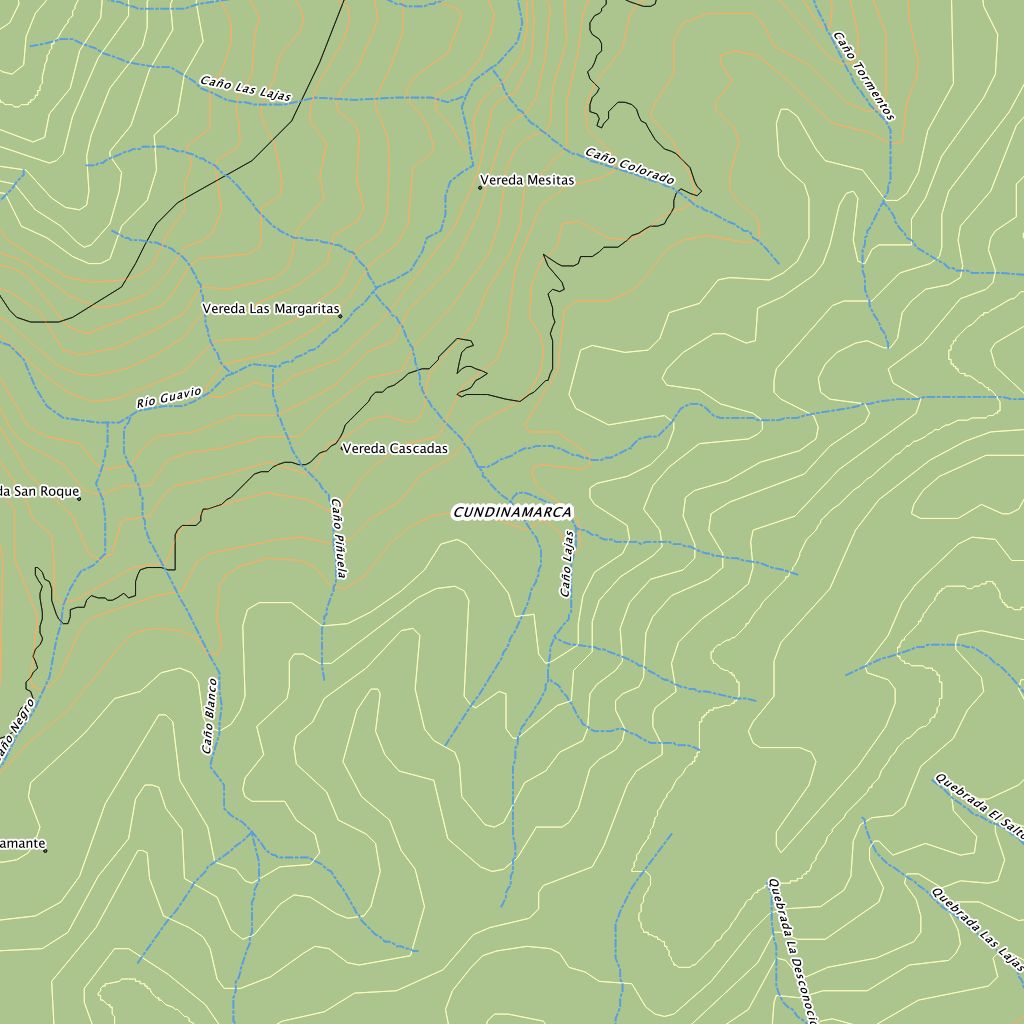 Caño Tormentos
Caño Las Lajas
Caño Colorado
Vereda Mesitas
Vereda Las Margaritas
Río Guavio
Vereda Cascadas
da San Roque
CUNDINAMARCA
Caño Piñuela
Caño Lajas
Caño Blanco
año Negro
Quebrada El Salto
amante
Quebrada La Desconoci
Quebrada Las Lajas